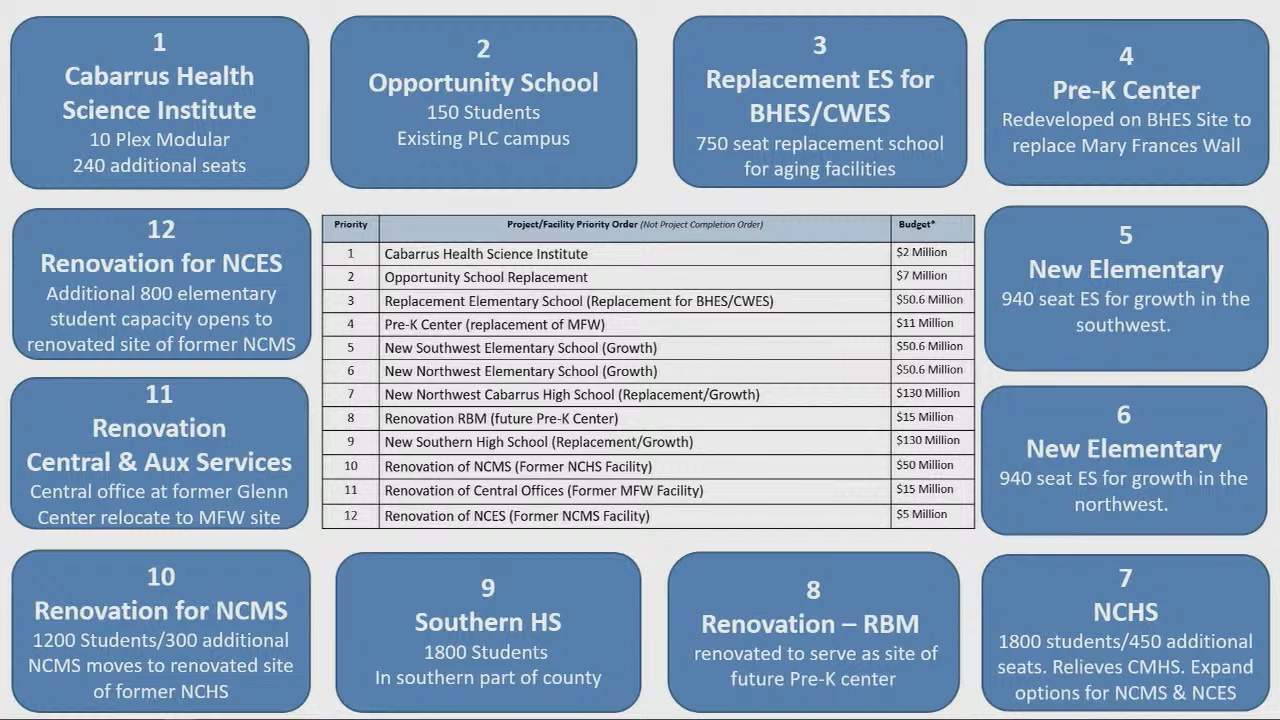 1
Cabarrus Health
Science Institute
10 Plex Modular
240 additional seats
2
Opportunity School
150 Students
Existing PLC campus
3
Replacement ES for
BHES/CWES
750 seat replacement school
for aging facilities
4
Pre-K Center
Redeveloped on BHES Site to
replace Mary Frances Wall
12
Renovation for NCES
Additional 800 elementary
student capacity opens to
renovated site of former NCMS
Priority Project/Facility Priority Order (Not Project Completion Order) Budget*
1 Cabarrus Health Science Institute $2 Million
2 Opportunity School Replacement $7 Million
3 Replacement Elementary School (Replacement for BHES/CWES) $50.6 Million
4 Pre-K Center (replacement of MFW) $11 Million
5 New Southwest Elementary School (Growth) $50.6 Million
6 New Northwest Elementary School (Growth) $50.6 Million
7 New Northwest Cabarrus High School (Replacement/Growth) $130 Million
8 Renovation RBM (future Pre-K Center) $15 Million
9 New Southern High School (Replacement/Growth) $130 Million
10 Renovation of NCMS (Former NCHS Facility) $50 Million
11 Renovation of Central Offices (Former MFW Facility) $15 Million
12 Renovation of NCES (Former NCMS Facility) $5 Million
5
New Elementary
940 seat ES for growth in the
southwest.
11
Renovation
Central & Aux Services
Central office at former Glenn
Center relocate to MFW site
6
New Elementary
940 seat ES for growth in the
northwest.
10
Renovation for NCMS
1200 Students/300 additional
NCMS moves to renovated site
of former NCHS
9
Southern HS
1800 Students
In southern part of county
8
Renovation – RBM
renovated to serve as site of
future Pre-K center
7
NCHS
1800 students/450 additional
seats. Relieves CMHS. Expand
options for NCMS & NCES